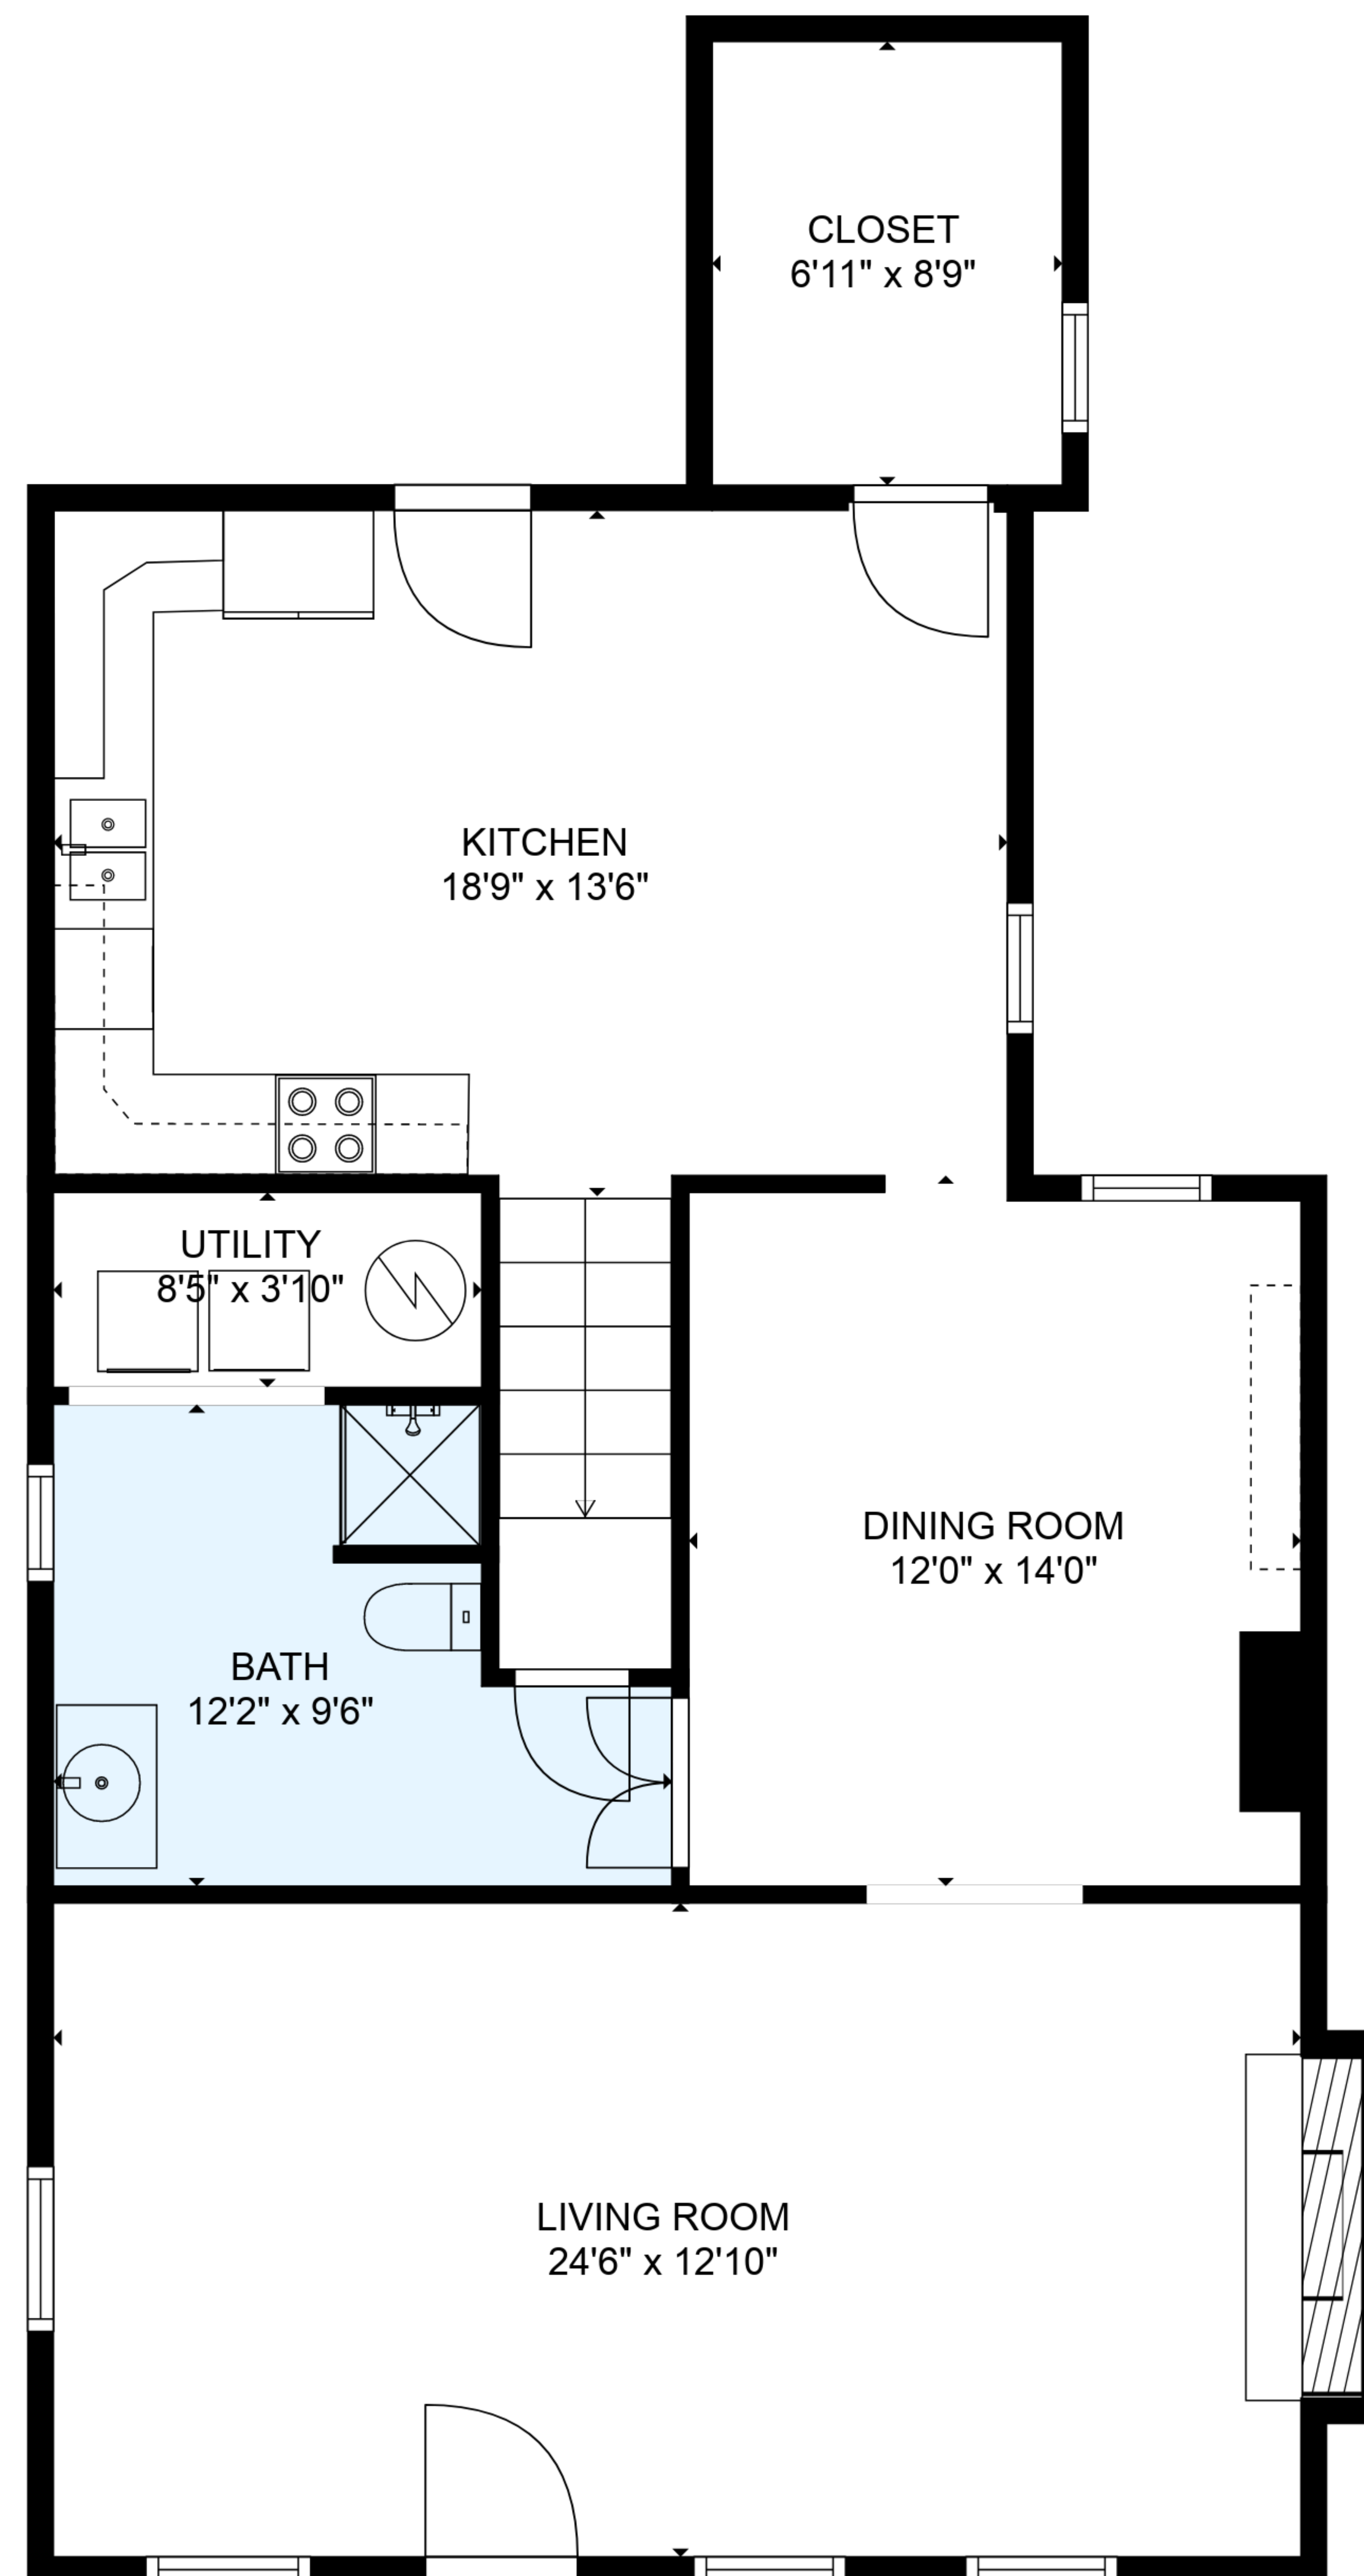 CLOSET
6'11" x 8'9"
KITCHEN
18'9" x 13'6"
UTILITY
8'5" x 3'10"
DINING ROOM
12'0" x 14'0"
BATH
12'2" x 9'6"
LIVING ROOM
24'6" x 12'10"